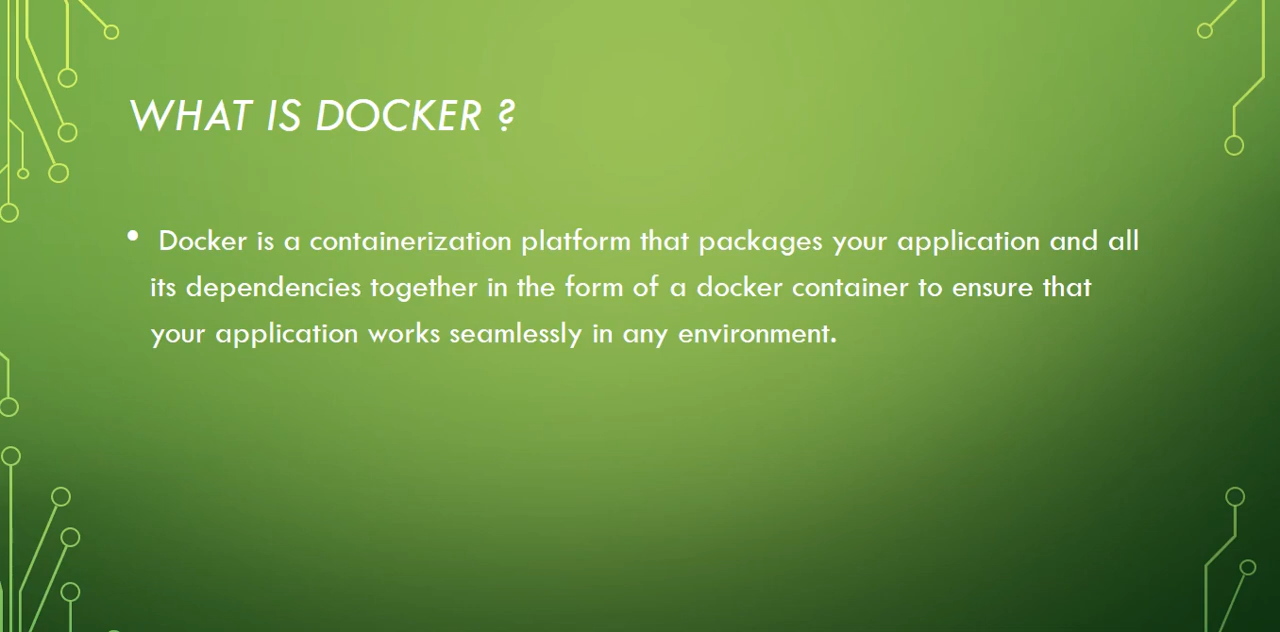 WHAT IS DOCKER ?
• Docker is a containerization platform that packages your application and all
its dependencies together in the form of a docker container to ensure that
your application works seamlessly in any environment.